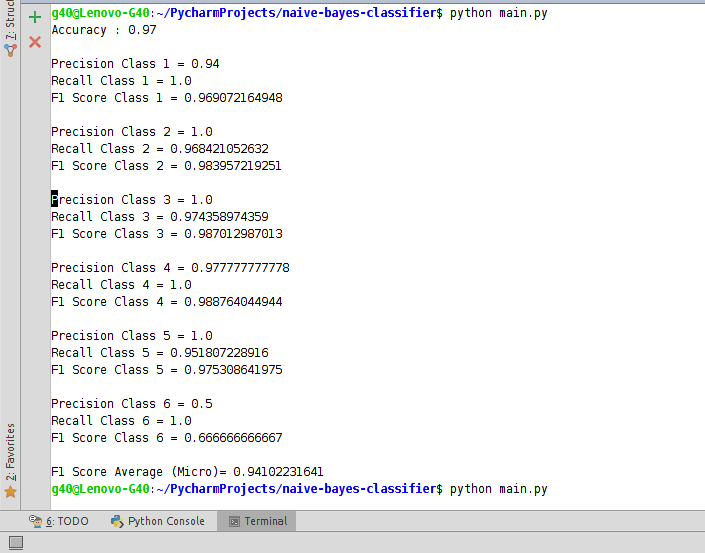 7: Struct
g40@Lenovo-G40:~/PycharmProjects/naive-bayes-classifier$ python main.py
Accuracy : 0.97
Precision Class 1 = 0.94
Recall Class 1 = 1.0
F1 Score Class 1 = 0.969072164948
Precision Class 2 = 1.0
Recall Class 2 = 0.968421052632
F1 Score Class 2 = 0.983957219251
Precision Class 3 = 1.0
Recall Class 3 = 0.974358974359
F1 Score Class 3 = 0.987012987013
Precision Class 4 = 0.977777777778
Recall Class 4 = 1.0
F1 Score Class 4 = 0.988764044944
Precision Class 5 = 1.0
Recall Class 5 = 0.951807228916
F1 Score Class 5 = 0.975308641975
Precision Class 6 = 0.5
Recall Class 6 = 1.0
F1 Score Class 6 = 0.666666666667
F1 Score Average (Micro)= 0.94102231641
g40@Lenovo-G40:~/PycharmProjects/naive-bayes-classifier$ python main.py
2: Favorites
6: TODO
Python Console
Terminal